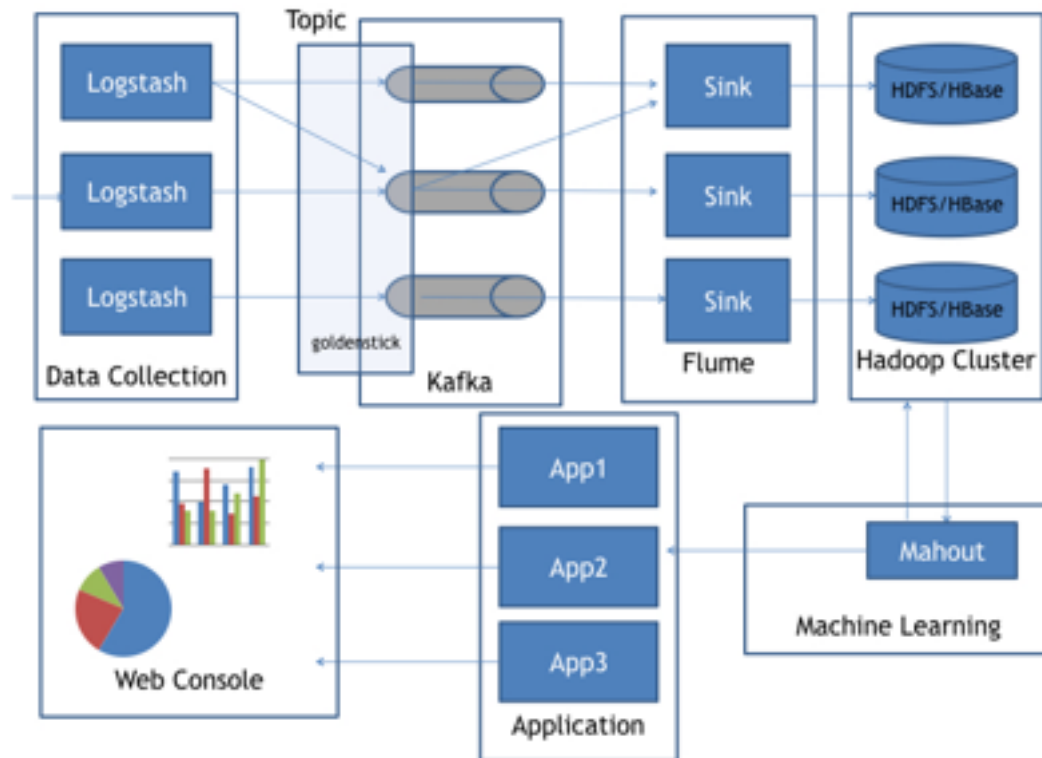 Topic
Logstash
Logstash
Logstash
Data Collection
goldenstick
Kafka
Sink
Sink
Sink
Flume
HDFS/HBase
HDFS/HBase
HDFS/HBase
Hadoop Cluster
Web Console
App1
App2
App3
Application
Mahout
Machine Learning